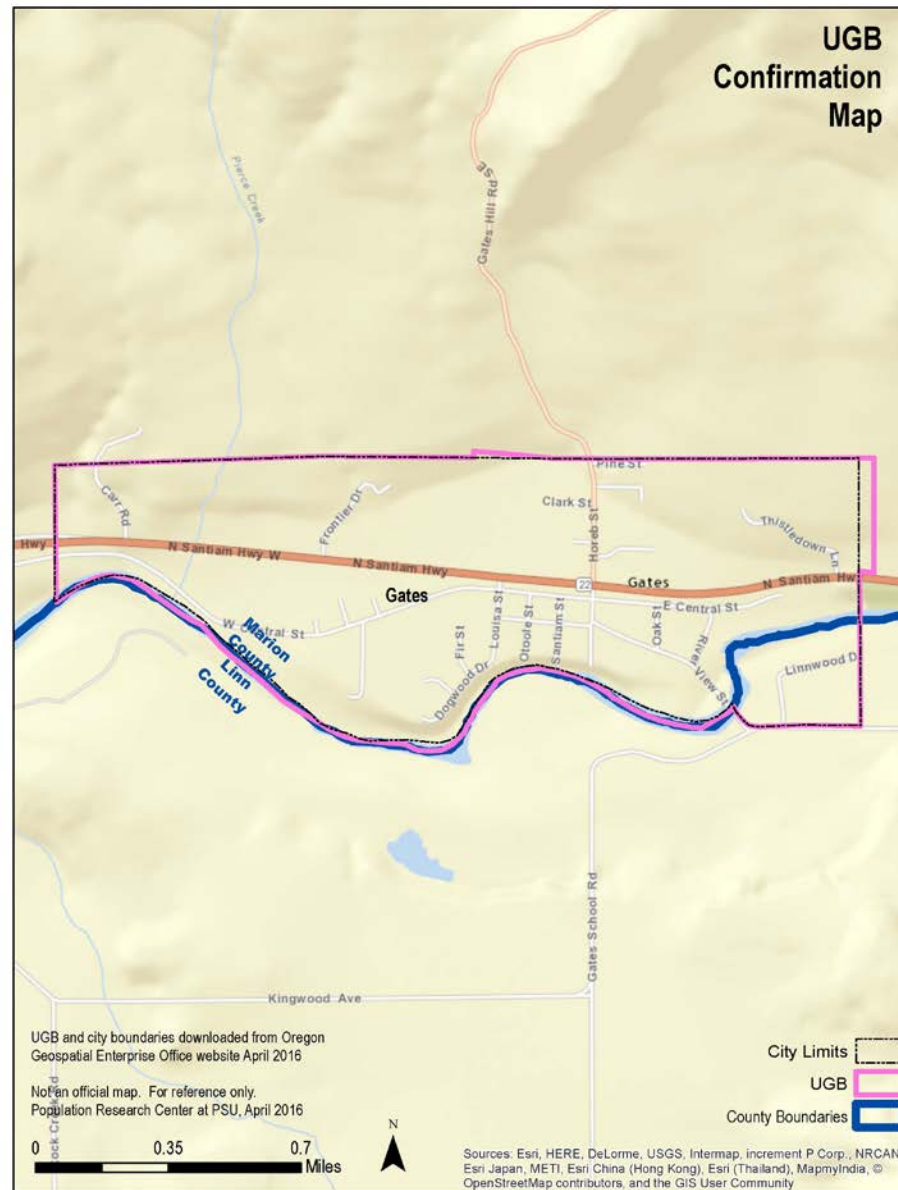 UGB
Confirmation
Map
Pierce Creek
Gates Hill Rd SE
Pine St
Carr Rd
Frontier Dr
Clark St
Horeb St
Thistledown Ln
Hwy
N Santiam Hwy W
N Santiam Hwy
22
Gates
N Santiam Hw
Gates
E Central St
W Central St
Marion
County
Linn
County
Fir St
Louisa St
Otoole St
Santiam St
Oak St
River View St
Dogwood Dr
Linnwood D
Gates School Rd
Kingwood Ave
ock Creek Rd
UGB and city boundaries downloaded from Oregon
Geospatial Enterprise Office website April 2016
Not an official map. For reference only.
Population Research Center at PSU, April 2016
0 0.35 0.7
Miles
N
City Limits
UGB
County Boundaries
Sources: Esri, HERE, DeLorme, USGS, Intermap, increment P Corp., NRCAN,
Esri Japan, METI, Esri China (Hong Kong), Esri (Thailand), MapmyIndia, ©
OpenStreetMap contributors, and the GIS User Community